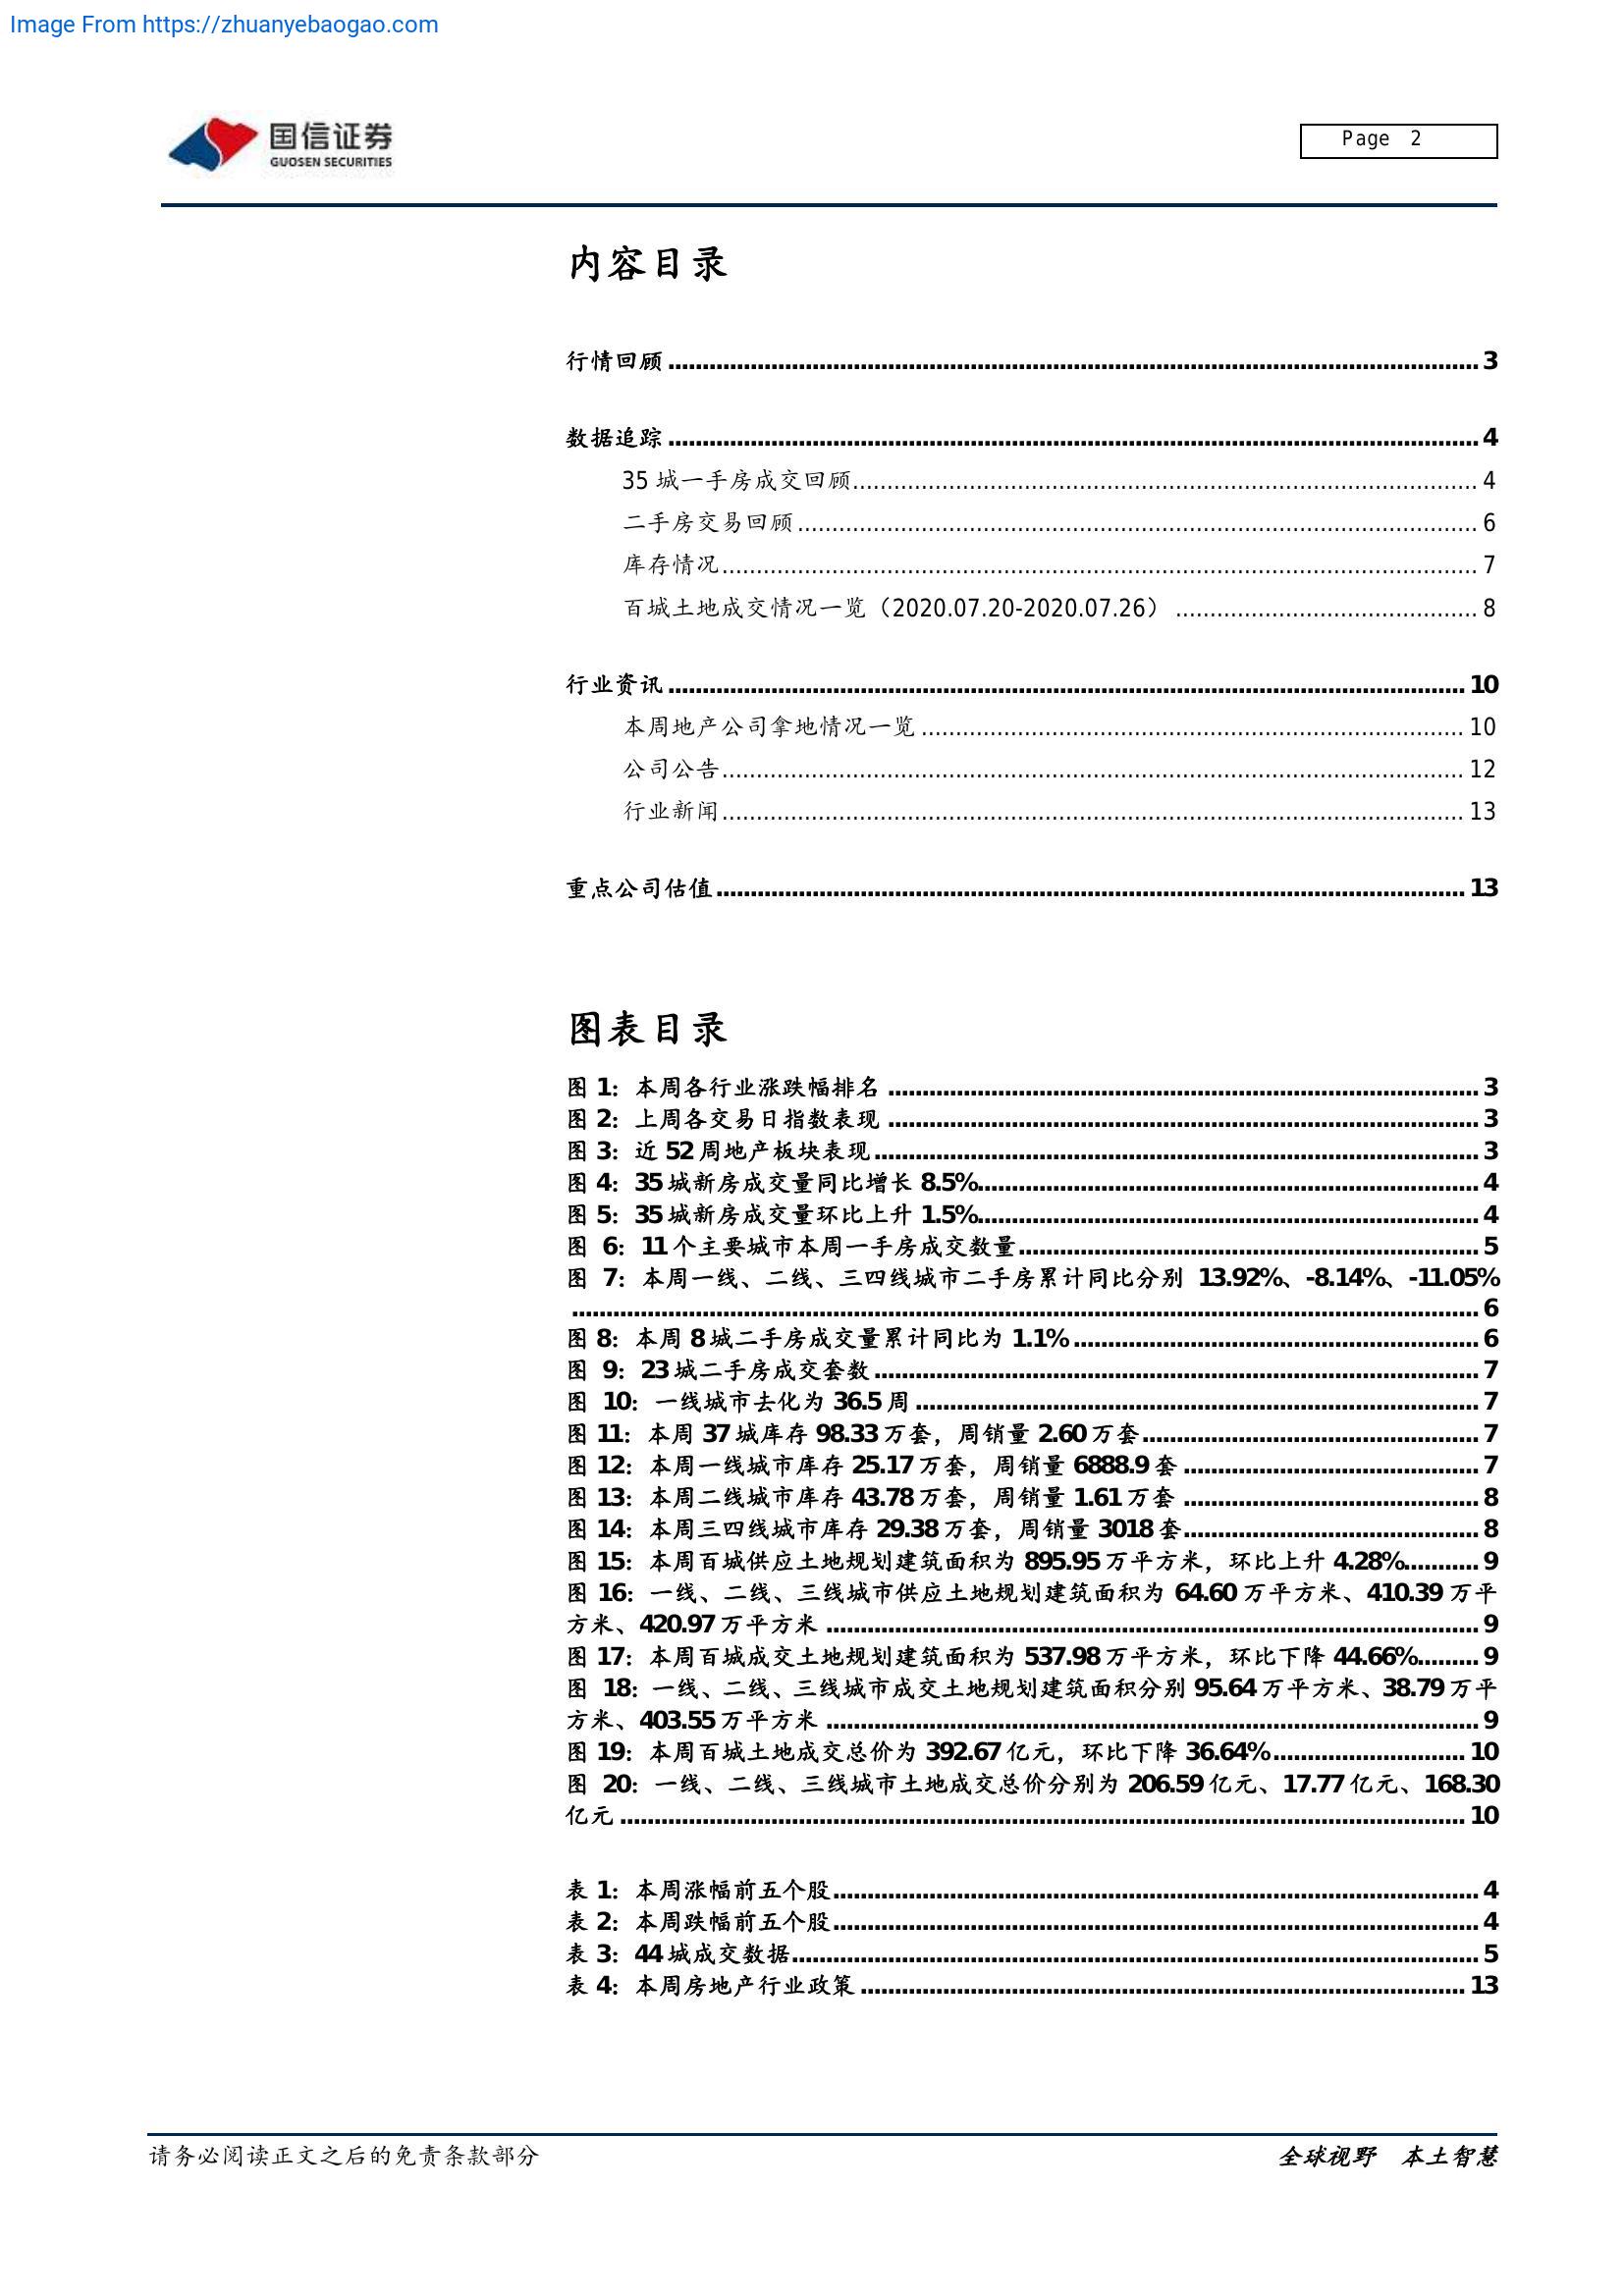 Image From https://zhuanyebaogao.com
国信证券
GUOSEN SECURITIES
Page 2
内容目录
行情回顾 ........ 3
数据追踪 ........ 4
35 城一手房成交回顾 ........ 4
二手房交易回顾 ........ 6
库存情况 ........ 7
百城土地成交情况一览（2020.07.20-2020.07.26） ........ 8
行业资讯 ........ 10
本周地产公司拿地情况一览 ........ 10
公司公告 ........ 12
行业新闻 ........ 13
重点公司估值 ........ 13
图表目录
图 1：本周各行业涨跌幅排名 ........ 3
图 2：上周各交易日指数表现 ........ 3
图 3：近 52 周地产板块表现 ........ 3
图 4：35 城新房成交量同比增长 8.5% ........ 4
图 5：35 城新房成交量环比上升 1.5% ........ 4
图 6：11 个主要城市本周一手房成交数量 ........ 5
图 7：本周一线、二线、三四线城市二手房累计同比分别 13.92%、-8.14%、-11.05%
........ 6
图 8：本周 8 城二手房成交量累计同比为 1.1% ........ 6
图 9：23 城二手房成交套数 ........ 7
图 10：一线城市去化为 36.5 周 ........ 7
图 11：本周 37 城库存 98.33 万套，周销量 2.60 万套 ........ 7
图 12：本周一线城市库存 25.17 万套，周销量 6888.9 套 ........ 7
图 13：本周二线城市库存 43.78 万套，周销量 1.61 万套 ........ 8
图 14：本周三四线城市库存 29.38 万套，周销量 3018 套 ........ 8
图 15：本周百城供应土地规划建筑面积为 895.95 万平方米，环比上升 4.28% ........ 9
图 16：一线、二线、三线城市供应土地规划建筑面积为 64.60 万平方米、410.39 万平
方米、420.97 万平方米 ........ 9
图 17：本周百城成交土地规划建筑面积为 537.98 万平方米，环比下降 44.66% ........ 9
图 18：一线、二线、三线城市成交土地规划建筑面积分别 95.64 万平方米、38.79 万平
方米、403.55 万平方米 ........ 9
图 19：本周百城土地成交总价为 392.67 亿元，环比下降 36.64% ........ 10
图 20：一线、二线、三线城市土地成交总价分别为 206.59 亿元、17.77 亿元、168.30
亿元 ........ 10
表 1：本周涨幅前五个股 ........ 4
表 2：本周跌幅前五个股 ........ 4
表 3：44 城成交数据 ........ 5
表 4：本周房地产行业政策 ........ 13
请务必阅读正文之后的免责条款部分
全球视野 本土智慧